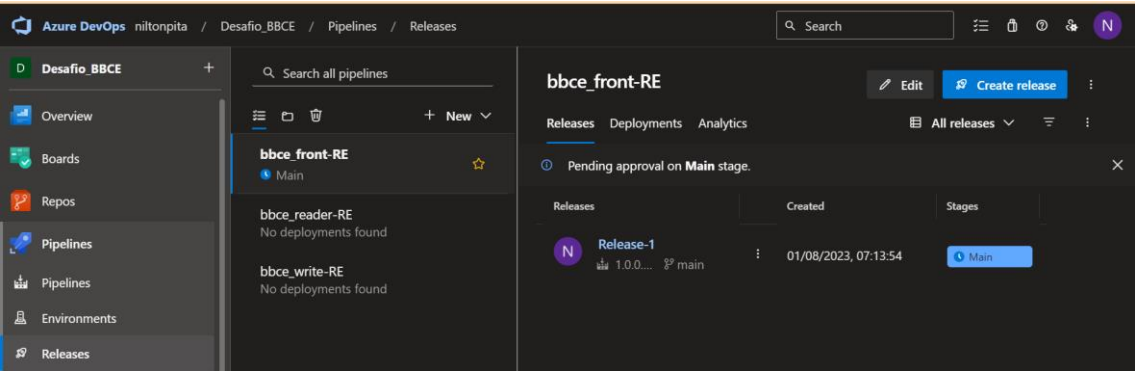 Azure DevOps niltonpita / Desafio_BBCE / Pipelines / Releases
Search
N
D Desafio_BBCE +
Overview
Boards
Repos
Pipelines
Pipelines
Environments
Releases
Search all pipelines
+ New
bbce_front-RE
Main
bbce_reader-RE
No deployments found
bbce_write-RE
No deployments found
bbce_front-RE
Edit
Create release
Releases Deployments Analytics
All releases
Pending approval on Main stage.
Releases Created Stages
N Release-1 01/08/2023, 07:13:54 Main
1.0.0.... main